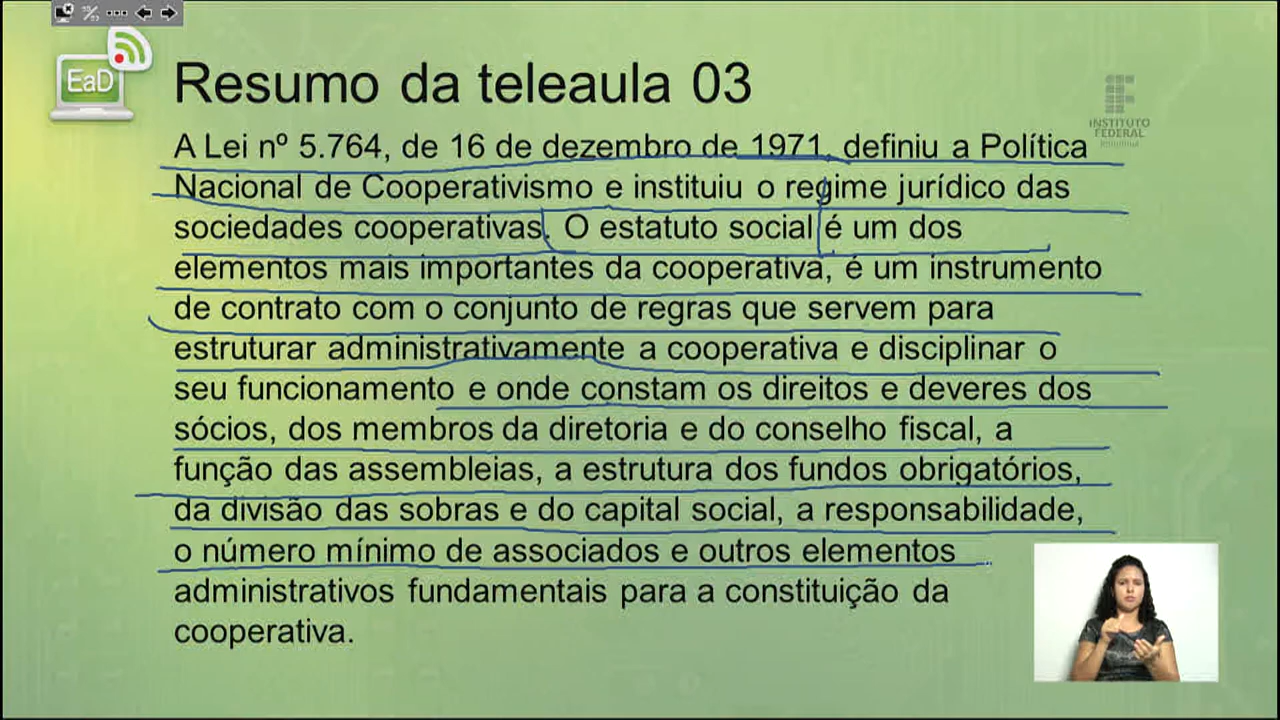 EaD
Resumo da teleaula 03
INSTITUTO
FEDERAL
A Lei nº 5.764, de 16 de dezembro de 1971, definiu a Política
Nacional de Cooperativismo e instituiu o regime jurídico das
sociedades cooperativas. O estatuto social é um dos
elementos mais importantes da cooperativa, é um instrumento
de contrato com o conjunto de regras que servem para
estruturar administrativamente a cooperativa e disciplinar o
seu funcionamento e onde constam os direitos e deveres dos
sócios, dos membros da diretoria e do conselho fiscal, a
função das assembleias, a estrutura dos fundos obrigatórios,
da divisão das sobras e do capital social, a responsabilidade,
o número mínimo de associados e outros elementos
administrativos fundamentais para a constituição da
cooperativa.